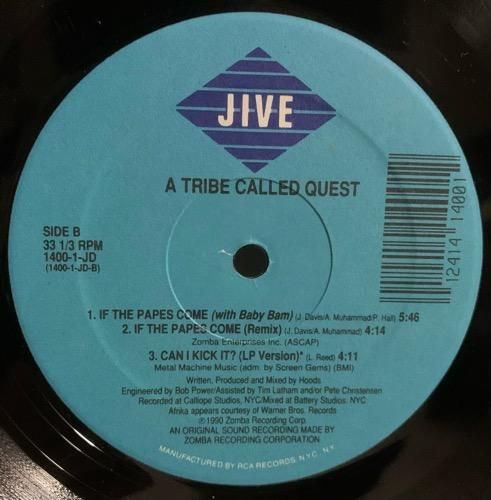 JIVE
A TRIBE CALLED QUEST
SIDE B
33 1/3 RPM
1400-1-JD
(1400-1-JD-B)
12414 14001
1. IF THE PAPES COME (with Baby Bam) (J. Davis/A. Muhammad/P. Hall) 5:46
2. IF THE PAPES COME (Remix) (J. Davis/A. Muhammad) 4:14
Zomba Enterprises Inc. (ASCAP)
3. CAN I KICK IT? (LP Version)* (L. Reed) 4:11
Metal Machine Music (adm. by Screen Gems) (BMI)
Written, Produced and Mixed by Hoods
Engineered by Bob Power/Assisted by Tim Latham and/or Pete Christensen
Recorded at Calliope Studios, NYC/Mixed at Battery Studios, NYC
Afrika appears courtesy of Warner Bros. Records
℗1990 Zomba Recording Corp.
AN ORIGINAL SOUND RECORDING MADE BY
ZOMBA RECORDING CORPORATION
MANUFACTURED BY RCA RECORDS, N.Y.C., N.Y.